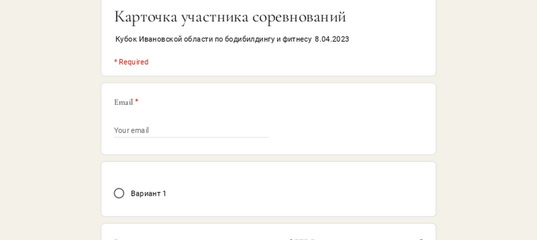 Карточка участника соревнований
Кубок Ивановской области по бодибилдингу и фитнесу 8.04.2023
* Required
Email *
Your email
Вариант 1